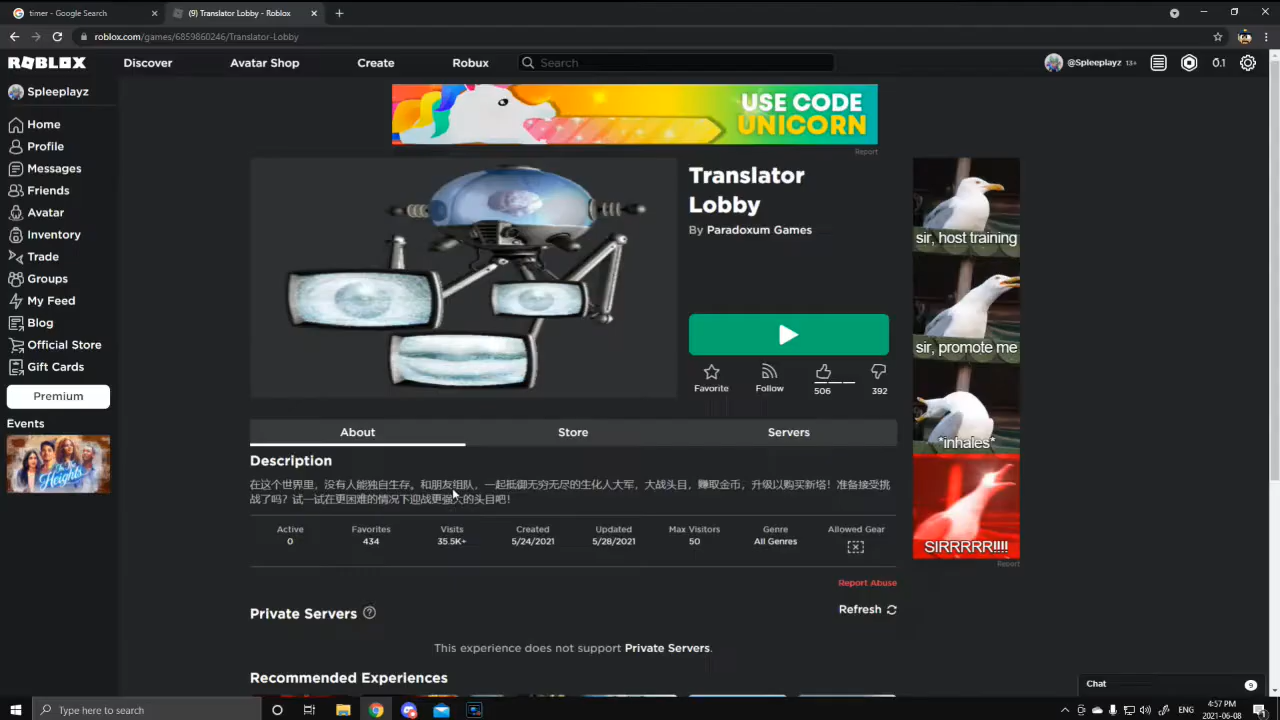 timer - Google Search
(9) Translator Lobby - Roblox
roblox.com/games/6859860246/Translator-Lobby
ROBLOX
Discover
Avatar Shop
Create
Robux
Search
@Spleeplayz 13+
0.1
Spleeplayz
Home
Profile
Messages
Friends
Avatar
Inventory
Trade
Groups
My Feed
Blog
Official Store
Gift Cards
Premium
Events
In The Heights
USE CODE
UNICORN
Report
Translator
Lobby
By Paradoxum Games
Favorite
Follow
506
392
sir, host training
sir, promote me
*inhales*
SIRRRRR!!!!
Report
About
Store
Servers
Description
在这个世界里，没有人能独自生存。和朋友组队，一起抵御无穷无尽的生化人大军，大战头目，赚取金币，升级以购买新塔！准备接受挑
战了吗？试一试在更困难的情况下迎战更强大的头目吧！
Active
Favorites
Visits
Created
Updated
Max Visitors
Genre
Allowed Gear
0
434
35.5K+
5/24/2021
5/28/2021
50
All Genres
Report Abuse
Private Servers
Refresh
This experience does not support Private Servers.
Recommended Experiences
Chat
9
Type here to search
ENG
4:57 PM
2021-06-08